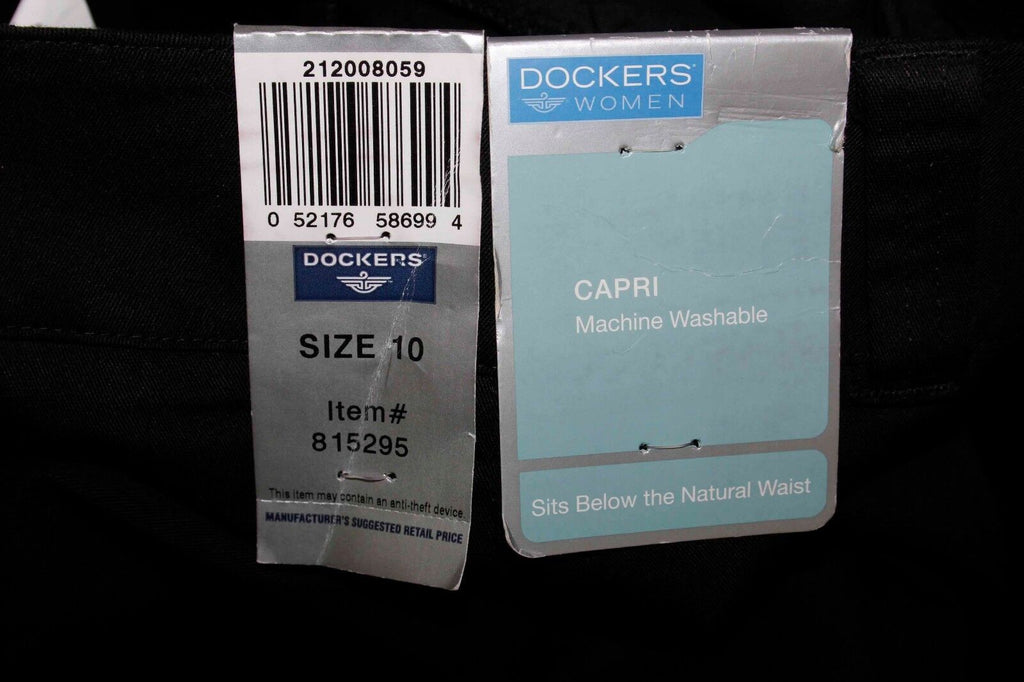 212008059
0 52176 58699 4
DOCKERS
SIZE 10
Item#
815295
This item may contain an anti-theft device
MANUFACTURER'S SUGGESTED RETAIL PRICE
DOCKERS
WOMEN
CAPRI
Machine Washable
Sits Below the Natural Waist